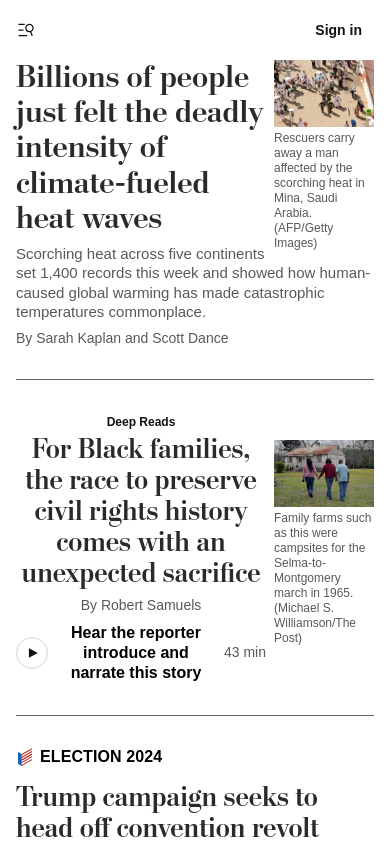 Sign in
Billions of people
just felt the deadly
intensity of
climate-fueled
heat waves
Rescuers carry
away a man
affected by the
scorching heat in
Mina, Saudi
Arabia.
(AFP/Getty
Images)
Scorching heat across five continents
set 1,400 records this week and showed how human-
caused global warming has made catastrophic
temperatures commonplace.
By Sarah Kaplan and Scott Dance
Deep Reads
For Black families,
the race to preserve
civil rights history
comes with an
unexpected sacrifice
By Robert Samuels
Hear the reporter
introduce and
narrate this story
43 min
Family farms such
as this were
campsites for the
Selma-to-
Montgomery
march in 1965.
(Michael S.
Williamson/The
Post)
ELECTION 2024
Trump campaign seeks to
head off convention revolt